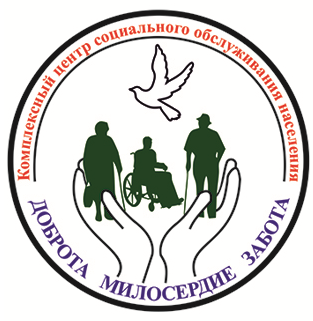 Комплексный центр социального обслуживания населения
ДОБРОТА МИЛОСЕРДИЕ ЗАБОТА